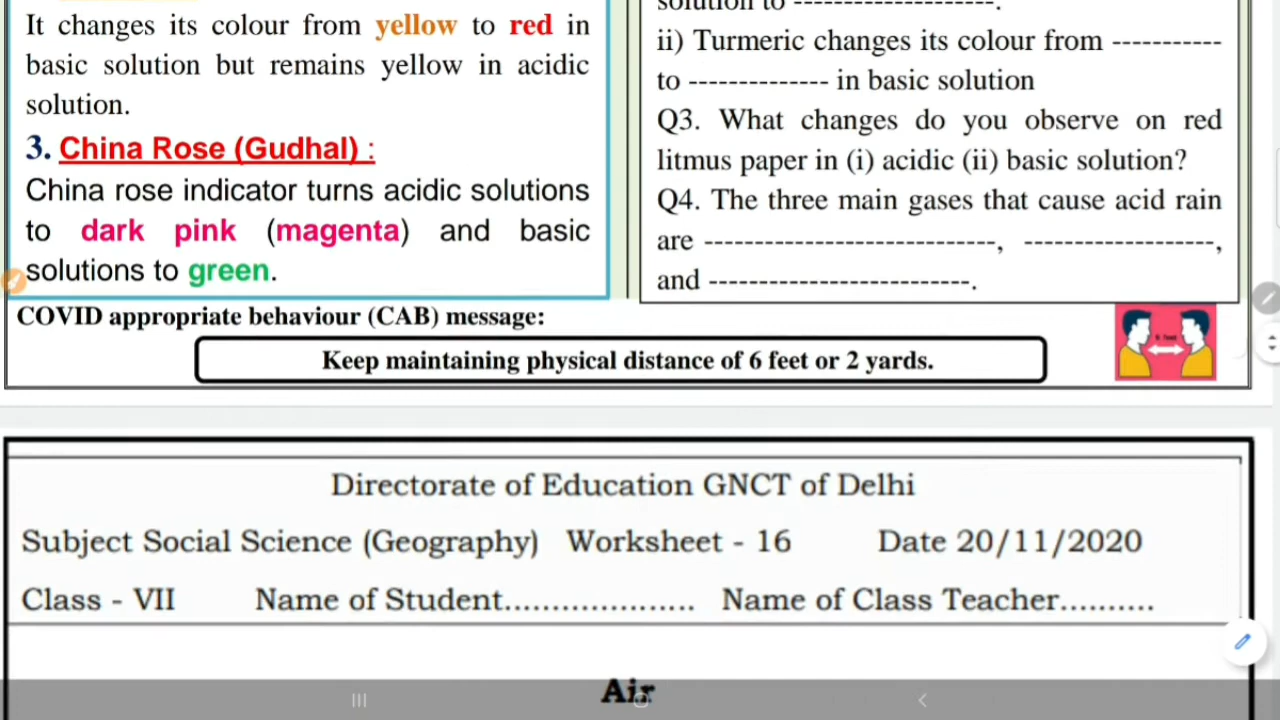 It changes its colour from yellow to red in
basic solution but remains yellow in acidic
solution.
3. China Rose (Gudhal) :
China rose indicator turns acidic solutions
to dark pink (magenta) and basic
solutions to green.
solution to --------------------.
ii) Turmeric changes its colour from -----------
to -------------- in basic solution
Q3. What changes do you observe on red
litmus paper in (i) acidic (ii) basic solution?
Q4. The three main gases that cause acid rain
are -----------------------------, -------------------,
and --------------------------.
COVID appropriate behaviour (CAB) message:
Keep maintaining physical distance of 6 feet or 2 yards.
Directorate of Education GNCT of Delhi
Subject Social Science (Geography) Worksheet - 16 Date 20/11/2020
Class - VII Name of Student.................... Name of Class Teacher..........
Air